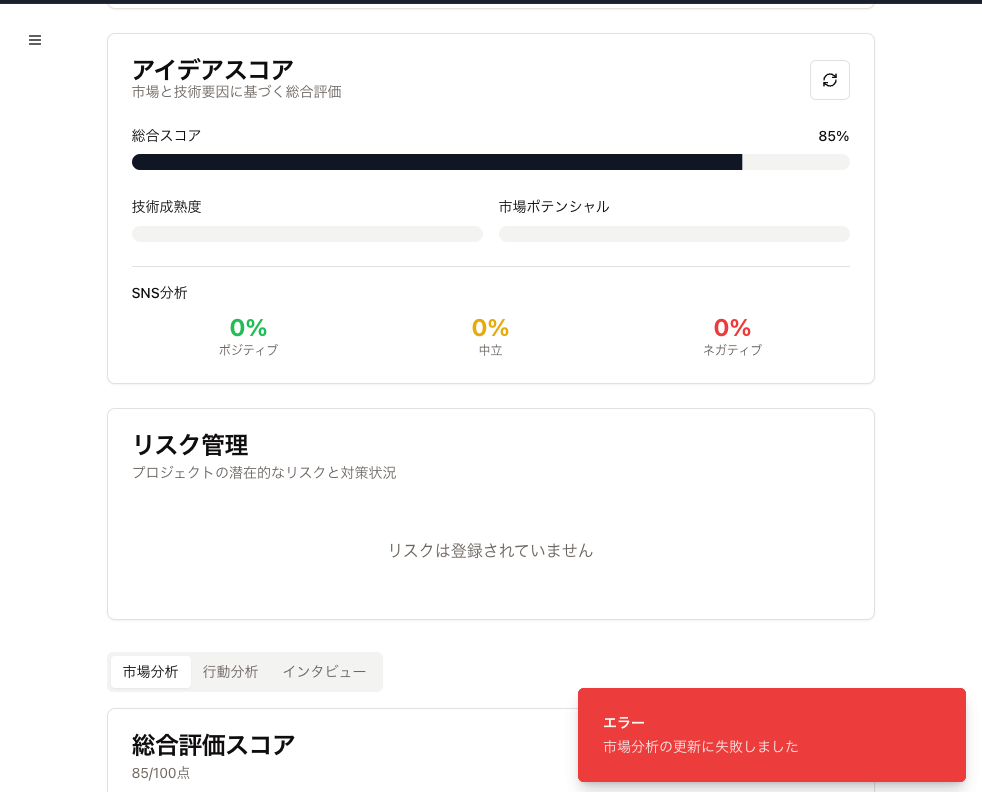 アイデアスコア
市場と技術要因に基づく総合評価
総合スコア 85%
技術成熟度 市場ポテンシャル
SNS分析
0% 0% 0%
ポジティブ 中立 ネガティブ
リスク管理
プロジェクトの潜在的なリスクと対策状況
リスクは登録されていません
市場分析 行動分析 インタビュー
総合評価スコア
85/100点
エラー
市場分析の更新に失敗しました